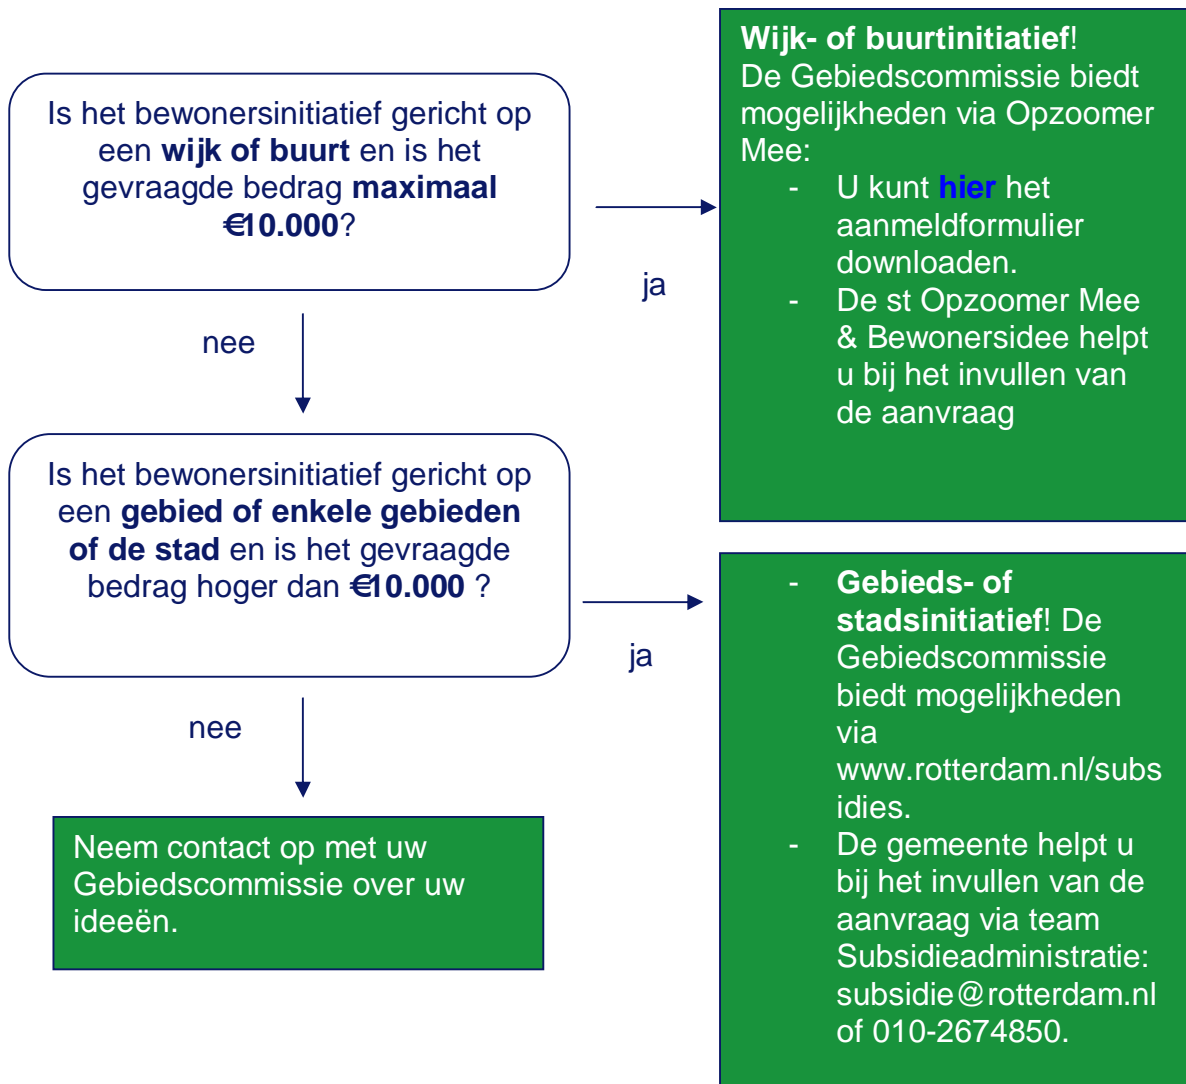 Is het bewonersinitiatief gericht op
een wijk of buurt en is het
gevraagde bedrag maximaal
€10.000?
ja
Wijk- of buurtinitiatief!
De Gebiedscommissie biedt
mogelijkheden via Opzoomer
Mee:
- U kunt hier het
aanmeldformulier
downloaden.
- De st Opzoomer Mee
& Bewonersidee helpt
u bij het invullen van
de aanvraag
nee
Is het bewonersinitiatief gericht op
een gebied of enkele gebieden
of de stad en is het gevraagde
bedrag hoger dan €10.000 ?
ja
- Gebieds- of
stadsinitiatief! De
Gebiedscommissie
biedt mogelijkheden
via
www.rotterdam.nl/subs
idies.
- De gemeente helpt u
bij het invullen van de
aanvraag via team
Subsidieadministratie:
subsidie@rotterdam.nl
of 010-2674850.
nee
Neem contact op met uw
Gebiedscommissie over uw
ideeën.